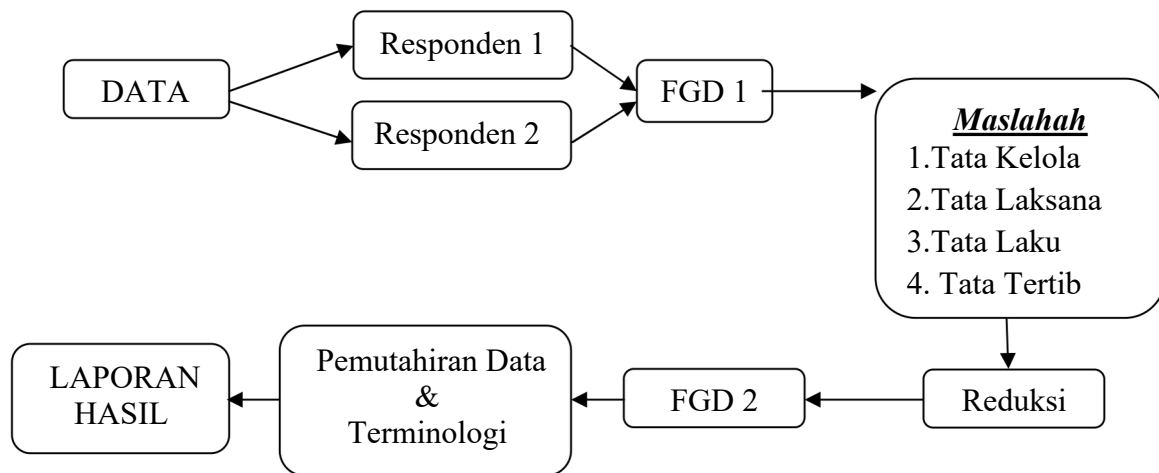 DATA
Responden 1
Responden 2
FGD 1
Maslahah
1.Tata Kelola
2.Tata Laksana
3.Tata Laku
4. Tata Tertib
Reduksi
FGD 2
Pemutahiran Data
&
Terminologi
LAPORAN
HASIL